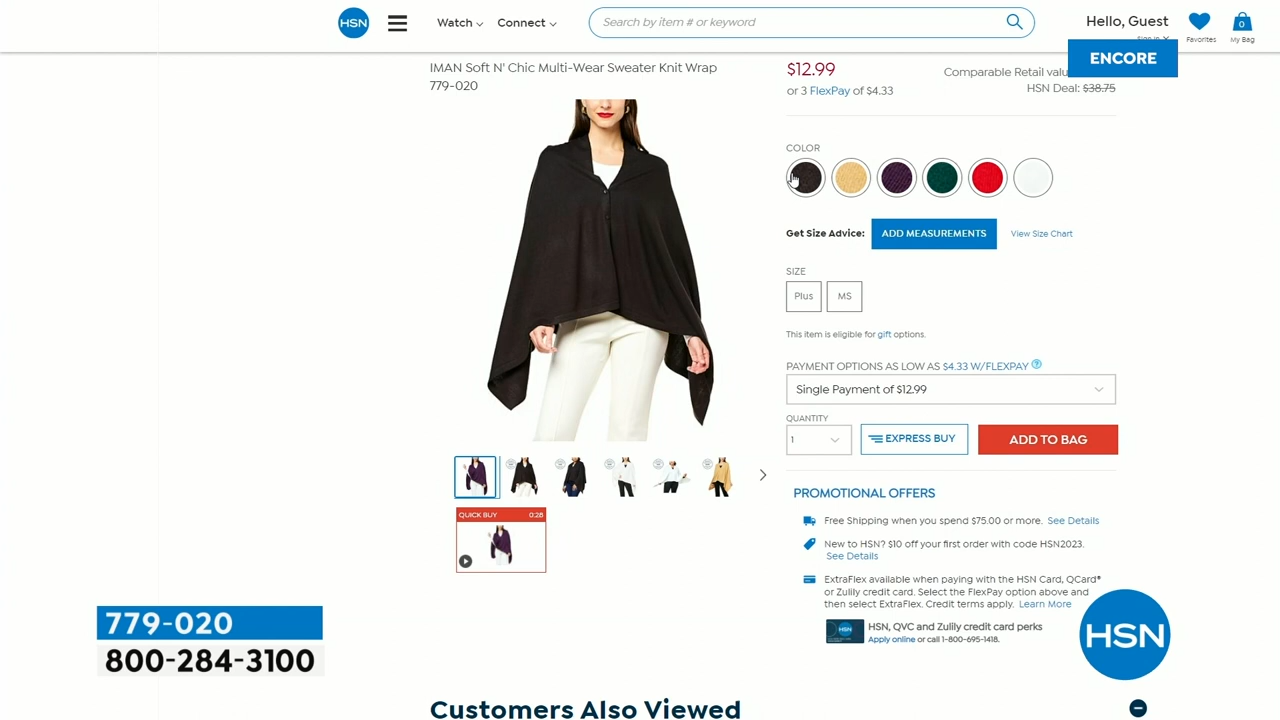 HSN
Watch
Connect
Search by item # or keyword
Hello, Guest
Favorites
0
My Bag
ENCORE
IMAN Soft N' Chic Multi-Wear Sweater Knit Wrap
779-020
$12.99
or 3 FlexPay of $4.33
Comparable Retail
HSN Deal: $38.75
COLOR
Get Size Advice:
ADD MEASUREMENTS
View Size Chart
SIZE
Plus
MS
This item is eligible for gift options.
PAYMENT OPTIONS AS LOW AS $4.33 W/FLEXPAY
Single Payment of $12.99
QUANTITY
1
EXPRESS BUY
ADD TO BAG
QUICK BUY 0:28
PROMOTIONAL OFFERS
Free Shipping when you spend $75.00 or more. See Details
New to HSN? $10 off your first order with code HSN2023.
See Details
ExtraFlex available when paying with the HSN Card, QCard®
or Zulily credit card. Select the FlexPay option above and
then select ExtraFlex. Credit terms apply. Learn More
HSN, QVC and Zulily credit card perks
Apply online or call 1-800-695-1418.
779-020
800-284-3100
HSN
Customers Also Viewed